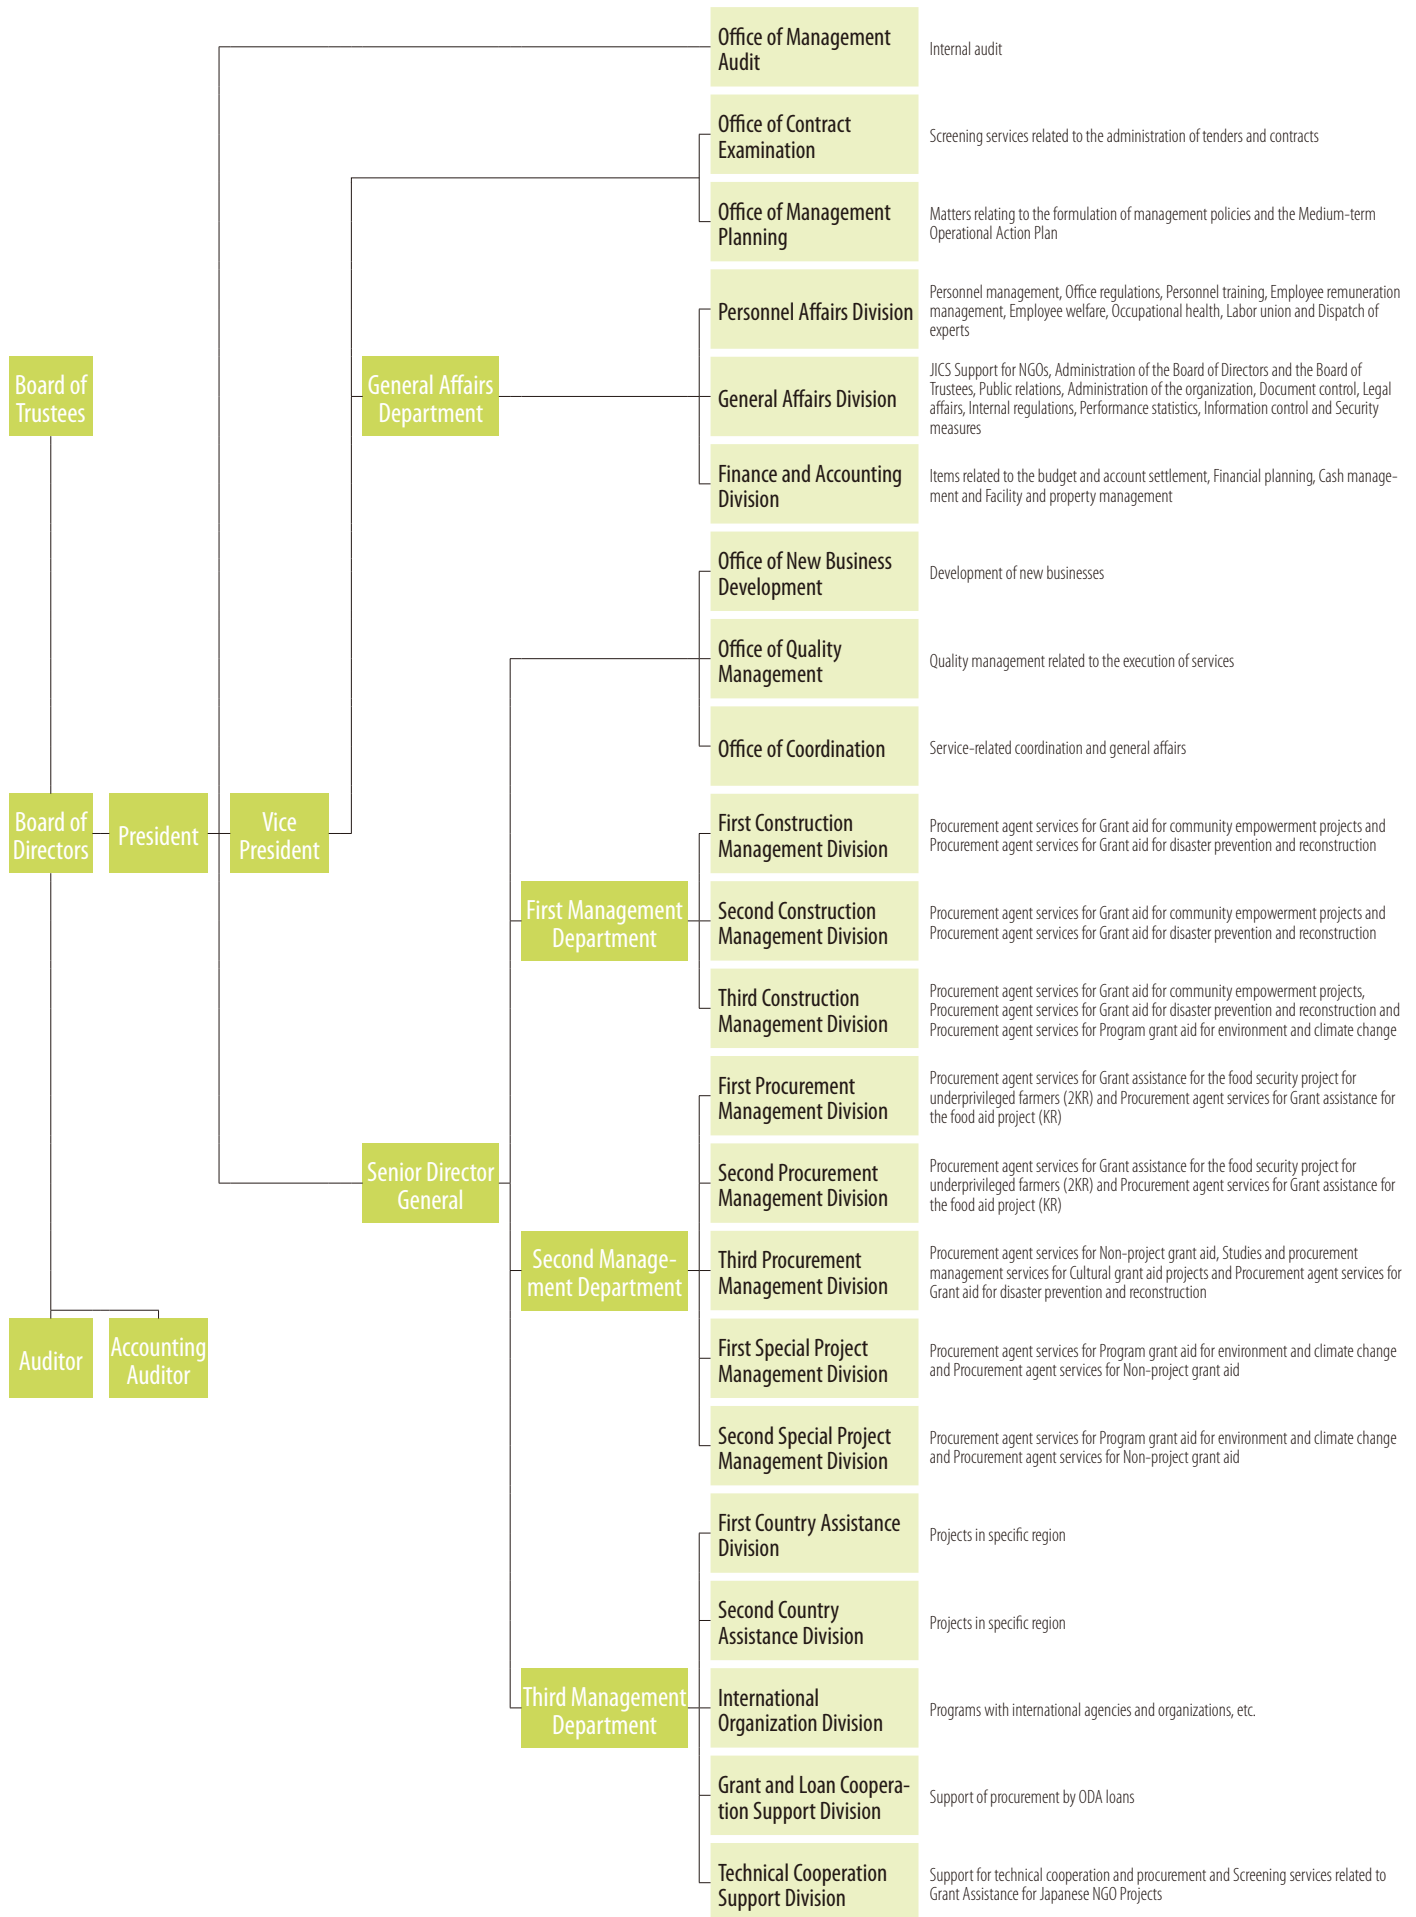 Office of Management
Audit
Internal audit
Office of Contract
Examination
Screening services related to the administration of tenders and contracts
Office of Management
Planning
Matters relating to the formulation of management policies and the Medium-term
Operational Action Plan
Personnel Affairs Division
Personnel management, Office regulations, Personnel training, Employee remuneration
management, Employee welfare, Occupational health, Labor union and Dispatch of
experts
Board of
Trustees
General Affairs
Department
General Affairs Division
JICS Support for NGOs, Administration of the Board of Directors and the Board of
Trustees, Public relations, Administration of the organization, Document control, Legal
affairs, Internal regulations, Performance statistics, Information control and Security
measures
Finance and Accounting
Division
Items related to the budget and account settlement, Financial planning, Cash manage-
ment and Facility and property management
Office of New Business
Development
Development of new businesses
Office of Quality
Management
Quality management related to the execution of services
Office of Coordination
Service-related coordination and general affairs
Board of
Directors
President
Vice
President
First Construction
Management Division
Procurement agent services for Grant aid for community empowerment projects and
Procurement agent services for Grant aid for disaster prevention and reconstruction
First Management
Department
Second Construction
Management Division
Procurement agent services for Grant aid for community empowerment projects and
Procurement agent services for Grant aid for disaster prevention and reconstruction
Third Construction
Management Division
Procurement agent services for Grant aid for community empowerment projects,
Procurement agent services for Grant aid for disaster prevention and reconstruction and
Procurement agent services for Program grant aid for environment and climate change
First Procurement
Management Division
Procurement agent services for Grant assistance for the food security project for
underprivileged farmers (2KR) and Procurement agent services for Grant assistance for
the food aid project (KR)
Senior Director
General
Second Procurement
Management Division
Procurement agent services for Grant assistance for the food security project for
underprivileged farmers (2KR) and Procurement agent services for Grant assistance for
the food aid project (KR)
Second Manage-
ment Department
Third Procurement
Management Division
Procurement agent services for Non-project grant aid, Studies and procurement
management services for Cultural grant aid projects and Procurement agent services for
Grant aid for disaster prevention and reconstruction
Auditor
Accounting
Auditor
First Special Project
Management Division
Procurement agent services for Program grant aid for environment and climate change
and Procurement agent services for Non-project grant aid
Second Special Project
Management Division
Procurement agent services for Program grant aid for environment and climate change
and Procurement agent services for Non-project grant aid
First Country Assistance
Division
Projects in specific region
Second Country
Assistance Division
Projects in specific region
Third Management
Department
International
Organization Division
Programs with international agencies and organizations, etc.
Grant and Loan Coopera-
tion Support Division
Support of procurement by ODA loans
Technical Cooperation
Support Division
Support for technical cooperation and procurement and Screening services related to
Grant Assistance for Japanese NGO Projects